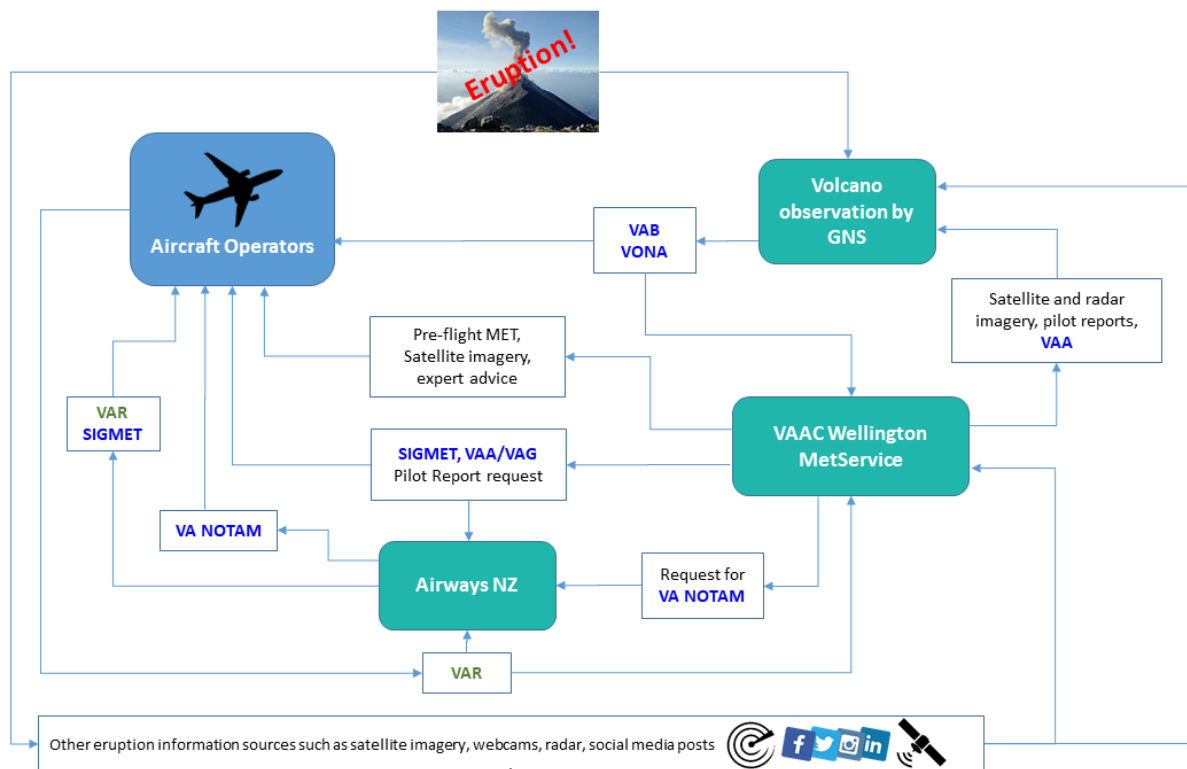 Eruption!
Volcano
observation by
GNS
Aircraft Operators
VAB
VONA
Satellite and radar
imagery, pilot reports,
VAA
Pre-flight MET,
Satellite imagery,
expert advice
VAR
SIGMET
VAAC Wellington
MetService
SIGMET, VAA/VAG
Pilot Report request
VA NOTAM
Airways NZ
Request for
VA NOTAM
VAR
Other eruption information sources such as satellite imagery, webcams, radar, social media posts
f
in